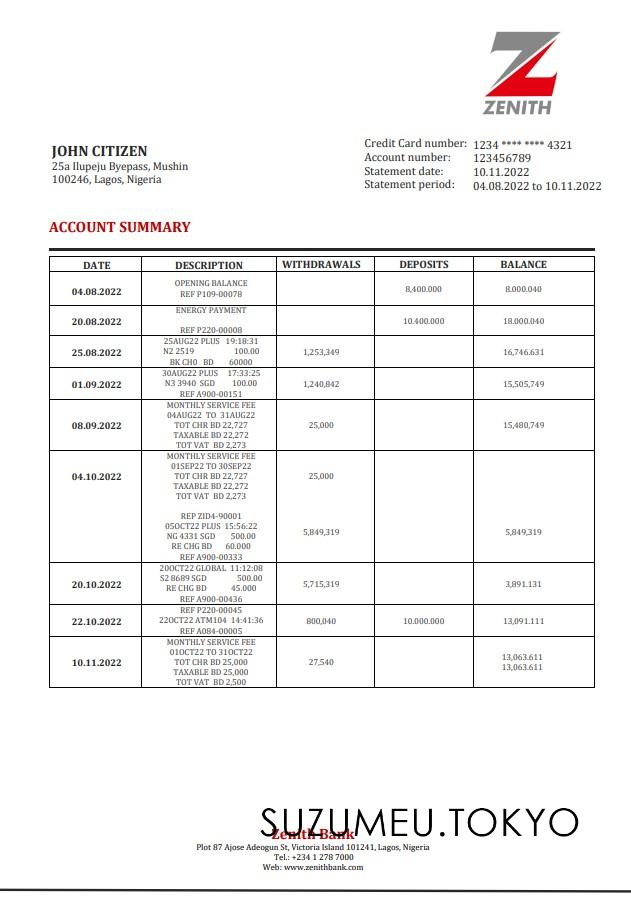 ZENITH
JOHN CITIZEN
25a Ilupeju Byepass, Mushin
100246, Lagos, Nigeria
Credit Card number: 1234 **** **** 4321
Account number: 123456789
Statement date: 10.11.2022
Statement period: 04.08.2022 to 10.11.2022
ACCOUNT SUMMARY
DATE DESCRIPTION WITHDRAWALS DEPOSITS BALANCE
OPENING BALANCE
04.08.2022 8,400.000 8.000.040
REF P109-00078
ENERGY PAYMENT
20.08.2022 10.400.000 18.000.040
REF P220-00008
25AUG22 PLUS 19:18:31
25.08.2022 N2 2519 100.00 1,253,349 16,746.631
BK CH0 BD 60000
30AUG22 PLUS 17:33:25
01.09.2022 N3 3940 SGD 100.00 1,240,842 15,505,749
REF A900-00151
MONTHLY SERVICE FEE
04AUG22 TO 31AUG22
08.09.2022 TOT CHR BD 22,727 25,000 15,480,749
TAXABLE BD 22,272
TOT VAT BD 2,273
MONTHLY SERVICE FEE
01SEP22 TO 30SEP22
04.10.2022 TOT CHR BD 22,727 25,000
TAXABLE BD 22,272
TOT VAT BD 2,273
REP ZID4-90001
05OCT22 PLUS 15:56:22
NG 4331 SGD 500.00 5,849,319 5,849,319
RE CHG BD 60.000
REF A900-00333
20OCT22 GLOBAL 11:12:08
S2 8689 SGD 500.00
20.10.2022 RE CHG BD 45.000 5,715,319 3,891.131
REF A900-00436
REF P220-00045
22.10.2022 22OCT22 ATM104 14:41:36 800,040 10.000.000 13,091.111
REF A084-00005
MONTHLY SERVICE FEE
01OCT22 TO 31OCT22
10.11.2022 TOT CHR BD 25,000 27,540 13,063.611
TAXABLE BD 25,000 13,063.611
TOT VAT BD 2,500
SUZUMEU.TOKYO
Zenith Bank
Plot 87 Ajose Adeogun St, Victoria Island 101241, Lagos, Nigeria
Tel.: +234 1 278 7000
Web: www.zenithbank.com